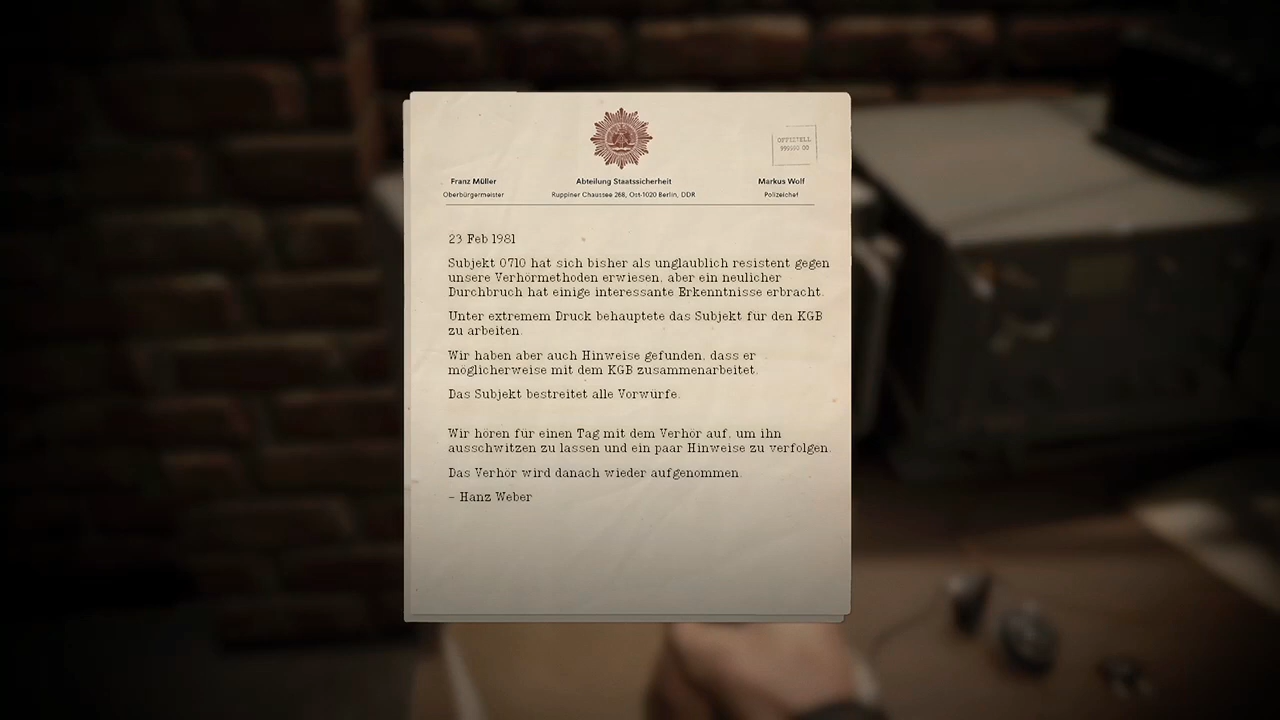 OFFIZIELL
999990 00
Franz Müller
Abteilung Staatssicherheit
Markus Wolf
Oberbürgermeister
Ruppiner Chaussee 268, Ost-1020 Berlin, DDR
Polizeichef
23 Feb 1981
Subjekt 0710 hat sich bisher als unglaublich resistent gegen
unsere Verhörmethoden erwiesen, aber ein neulicher
Durchbruch hat einige interessante Erkenntnisse erbracht.
Unter extremem Druck behauptete das Subjekt für den KGB
zu arbeiten.
Wir haben aber auch Hinweise gefunden, dass er
möglicherweise mit dem KGB zusammenarbeitet.
Das Subjekt bestreitet alle Vorwürfe.
Wir hören für einen Tag mit dem Verhör auf, um ihn
ausschwitzen zu lassen und ein paar Hinweise zu verfolgen.
Das Verhör wird danach wieder aufgenommen.
– Hanz Weber